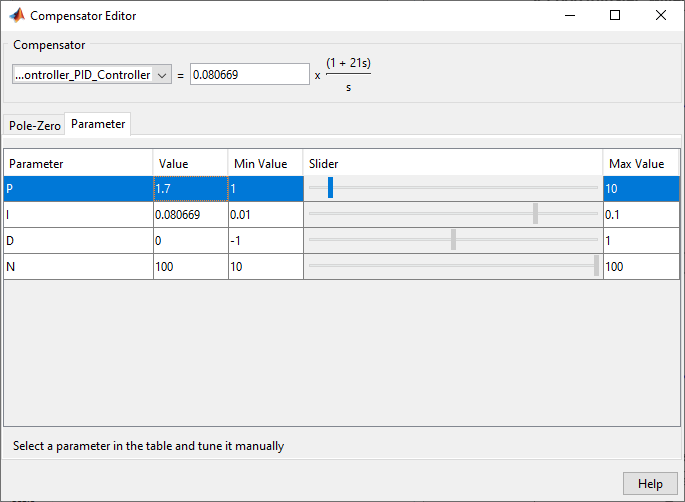 Compensator Editor
Compensator
...ontroller_PID_Controller = 0.080669 x (1 + 21s)
s
Pole-Zero Parameter
Parameter Value Min Value Slider Max Value
P 1.7 1 10
I 0.080669 0.01 0.1
D 0 -1 1
N 100 10 100
Select a parameter in the table and tune it manually
Help